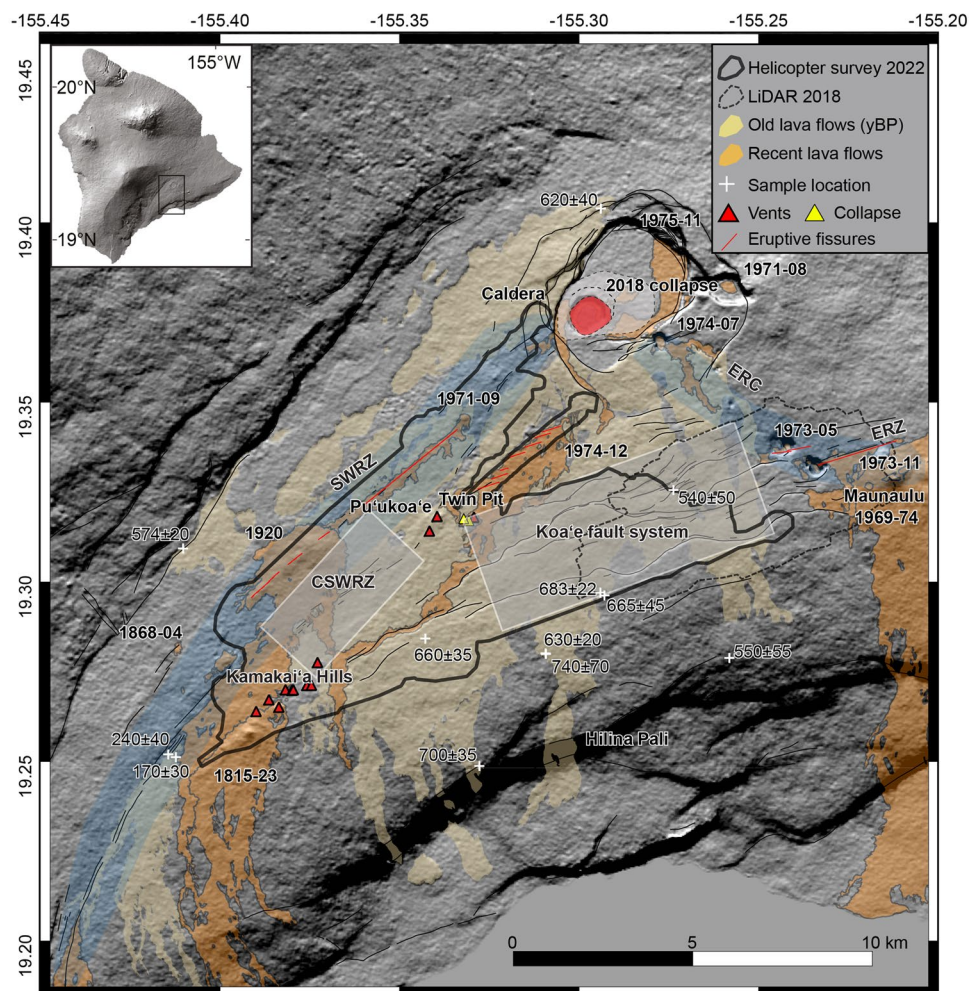 -155.45
-155.40
-155.35
-155.30
-155.25
-155.20
19.45
19.40
19.35
19.30
19.25
19.20
155°W
20°N
19°N
Helicopter survey 2022
LiDAR 2018
Old lava flows (yBP)
Recent lava flows
Sample location
Vents
Collapse
Eruptive fissures
620±40
1975-11
1971-08
2018 collapse
Caldera
1974-07
ERC
1971-09
1973-05
ERZ
1974-12
1973-11
SWRZ
Pu‘ukoa‘e
Twin Pit
540±50
Maunaulu
1969-74
1920
Koa‘e fault system
574±20
CSWRZ
683±22
665±45
1868-04
660±35
630±20
740±70
550±55
Kamakai‘a Hills
240±40
170±30
700±35
Hilina Pali
1815-23
0
5
10 km